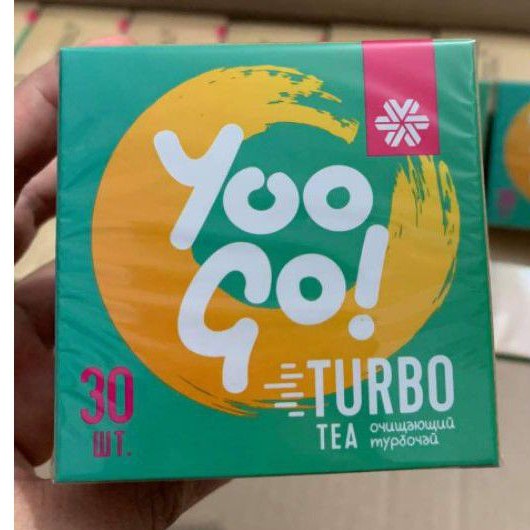 Yoo
Go!
TURBO
TEA очищающий
турбочай
30
ШТ.